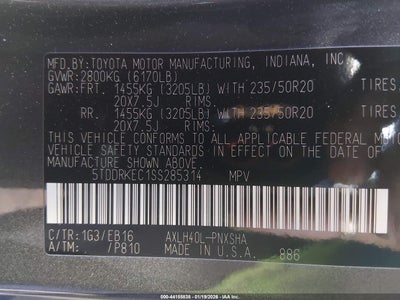 MFD.BY:TOYOTA MOTOR MANUFACTURING, INDIANA, INC.
GVWR:2800KG (6170LB)
GAWR:FRT. 1455KG (3205LB) WITH 235/50R20 TIRES
20X7.5J RIMS.
RR. 1455KG (3205LB) WITH 235/50R20 TIRES
20X7.5J RIMS.
THIS VEHICLE CONFORMS TO ALL APPLICABLE FEDERAL MOTOR
VEHICLE SAFETY STANDARDS IN EFFECT ON THE DATE OF
MANUFACTURE SHOWN ABOVE.
5TDDRKEC1SS285314 MPV
C/TR: 1G3/EB16 AXLH40L-PNXSHA
A/TM: /P810 MADE IN U.S.A. 886
000-44155838 - 01/19/2026 - IAAI.COM